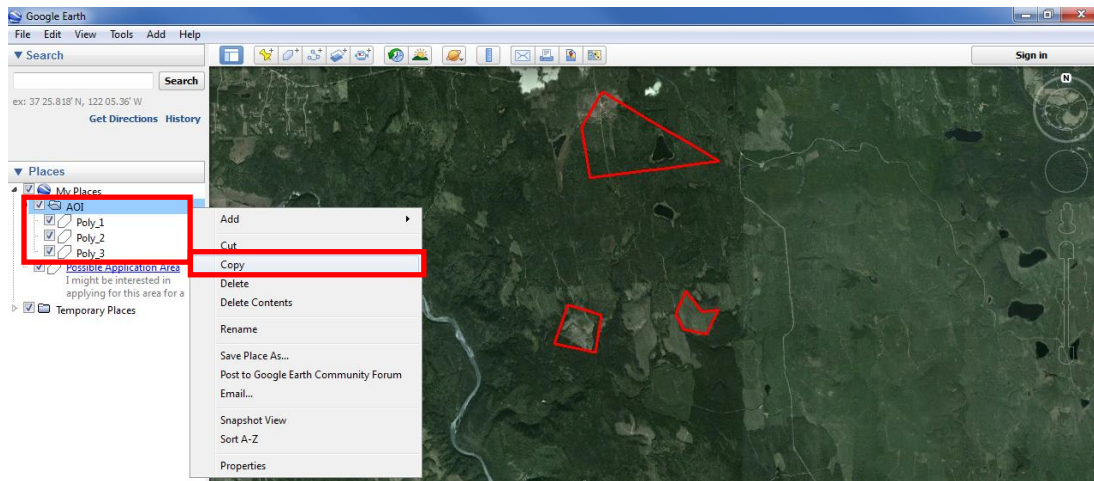 Google Earth
File Edit View Tools Add Help
Search
Sign in
Search
ex: 37 25.818' N, 122 05.36' W
Get Directions History
Places
My Places
AOI
Poly_1
Poly_2
Poly_3
Possible Application Area
I might be interested in
applying for this area for a
Temporary Places
Add
Cut
Copy
Delete
Delete Contents
Rename
Save Place As...
Post to Google Earth Community Forum
Email...
Snapshot View
Sort A-Z
Properties
N